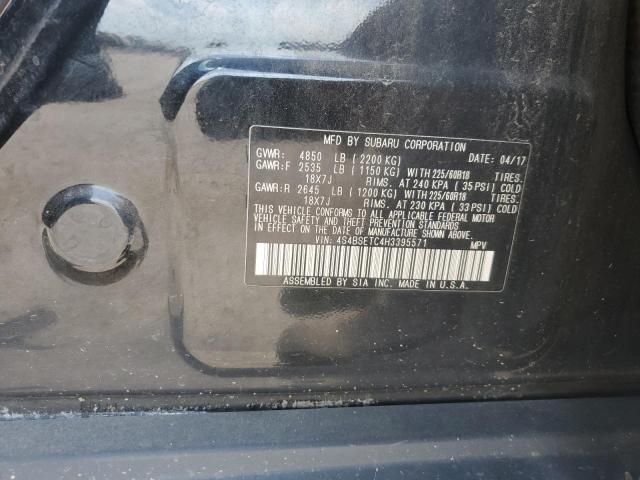 MFD BY SUBARU CORPORATION
GVWR: 4850 LB (2200 KG) 04/17
GAWR:F 2535 LB (1150 KG) WITH 225/60R18 TIRES.
18X7J RIMS. AT 240 KPA (35 PSI) COLD
GAWR:R 2645 LB (1200 KG) WITH 225/60R18 TIRES.
18X7J RIMS. AT 230 KPA (33 PSI) COLD
THIS VEHICLE CONFORMS TO ALL APPLICABLE FEDERAL MOTOR
VEHICLE SAFETY AND THEFT PREVENTION STANDARDS
IN EFFECT ON THE DATE OF MANUFACTURE SHOWN ABOVE.
VIN: 4S4BSETC4H3395571 MPV
ASSEMBLED BY SIA INC. MADE IN U.S.A.